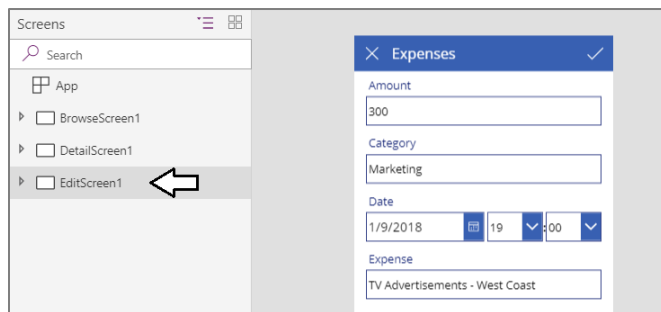 Screens
Search
App
BrowseScreen1
DetailScreen1
EditScreen1
Expenses
Amount
300
Category
Marketing
Date
1/9/2018 19 : 00
Expense
TV Advertisements - West Coast